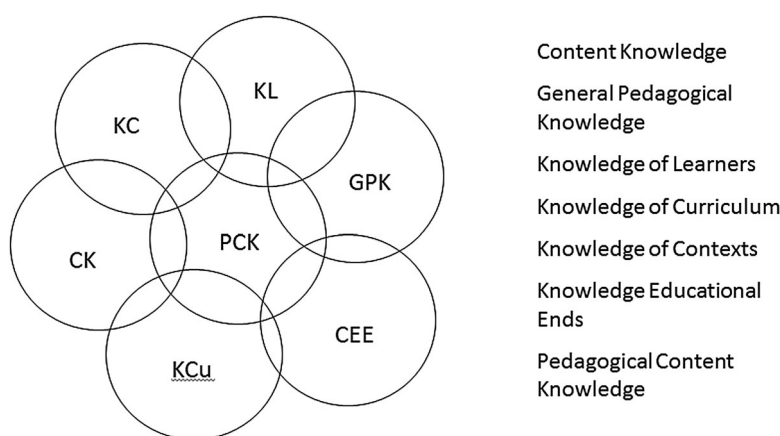 KL
KC
GPK
PCK
CK
CEE
KCu
Content Knowledge
General Pedagogical
Knowledge
Knowledge of Learners
Knowledge of Curriculum
Knowledge of Contexts
Knowledge Educational
Ends
Pedagogical Content
Knowledge